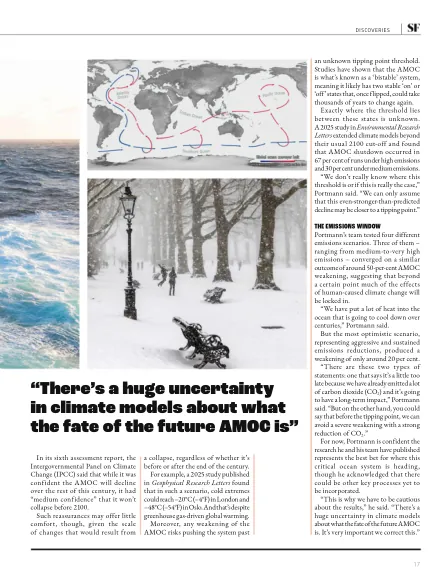 DISCOVERIES
SF
"There's a huge uncertainty
in climate models about what
the fate of the future AMOC is"
In its sixth assessment report, the
Intergovernmental Panel on Climate
Change (IPCC) said that while it was
confident the AMOC will decline
over the rest of this century, it had
"medium confidence" that it won't
collapse before 2100.
Such reassurances may offer little
comfort, though, given the scale
of changes that would result from
a collapse, regardless of whether it's
before or after the end of the century.
For example, a 2025 study published
in Geophysical Research Letters found
that in such a scenario, cold extremes
could reach –20°C (–4°F) in London and
–48°C (–54°F) in Oslo. And that's despite
greenhouse gas-driven global warming.
Moreover, any weakening of the
AMOC risks pushing the system past
an unknown tipping point threshold.
Studies have shown that the AMOC
is what's known as a 'bistable' system,
meaning it likely has two stable 'on' or
'off' states that, once flipped, could take
thousands of years to change again.
Exactly where the threshold lies
between these states is unknown.
A 2025 study in Environmental Research
Letters extended climate models beyond
their usual 2100 cut-off and found
that AMOC shutdown occurred in
67 per cent of runs under high emissions
and 30 per cent under medium emissions.
"We don't really know where this
threshold is or if this is really the case,"
Portmann said. "We can only assume
that this even-stronger-than-predicted
decline may be closer to a tipping point."
THE EMISSIONS WINDOW
Portmann's team tested four different
emissions scenarios. Three of them –
ranging from medium-to-very high
emissions – converged on a similar
outcome of around 50-per-cent AMOC
weakening, suggesting that beyond
a certain point much of the effects
of human-caused climate change will
be locked in.
"We have put a lot of heat into the
ocean that is going to cool down over
centuries," Portmann said.
But the most optimistic scenario,
representing aggressive and sustained
emissions reductions, produced a
weakening of only around 20 per cent.
"There are these two types of
statements: one that says it's a little too
late because we have already emitted a lot
of carbon dioxide (CO₂) and it's going
to have a long-term impact," Portmann
said. "But on the other hand, you could
say that before the tipping point, we can
avoid a severe weakening with a strong
reduction of CO₂."
For now, Portmann is confident the
research he and his team have published
represents the best bet for where this
critical ocean system is heading,
though he acknowledged that there
could be other key processes yet to
be incorporated.
"This is why we have to be cautious
about the results," he said. "There's a
huge uncertainty in climate models
about what the fate of the future AMOC
is. It's very important we correct this."
17